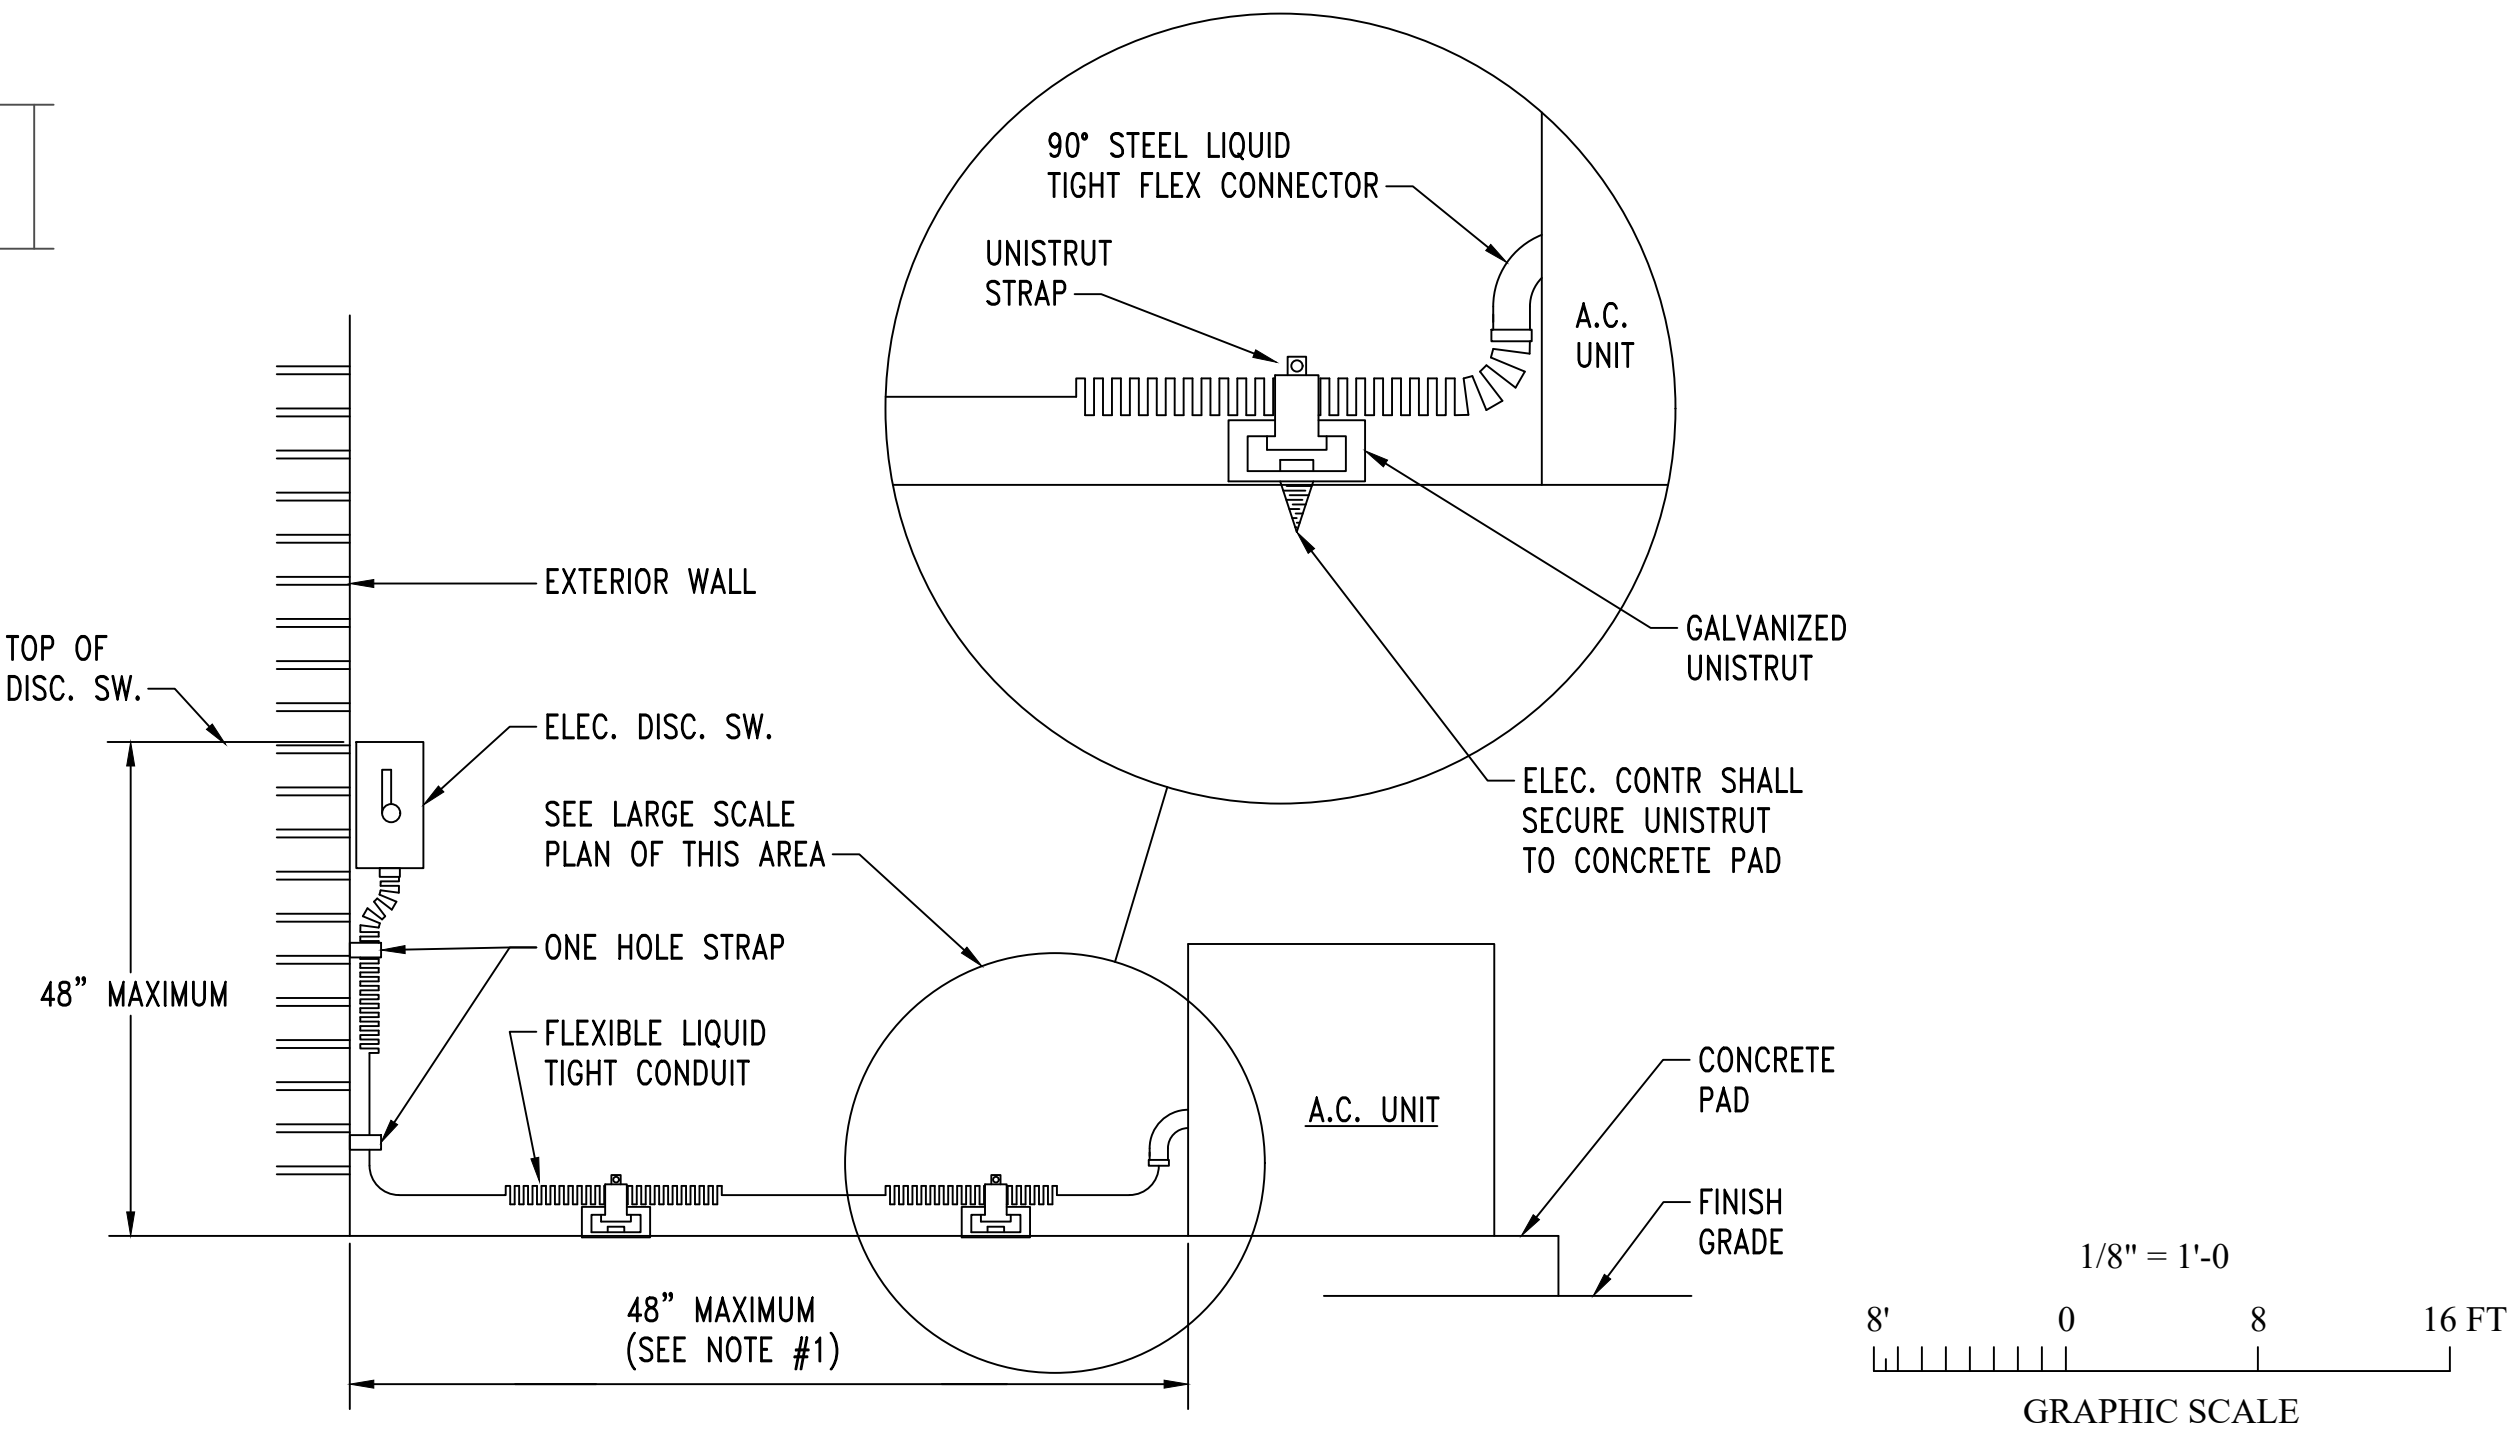 90° STEEL LIQUID
TIGHT FLEX CONNECTOR
UNISTRUT
STRAP
A.C.
UNIT
EXTERIOR WALL
GALVANIZED
UNISTRUT
TOP OF
DISC. SW.
ELEC. DISC. SW.
ELEC. CONTR SHALL
SECURE UNISTRUT
TO CONCRETE PAD
SEE LARGE SCALE
PLAN OF THIS AREA
ONE HOLE STRAP
48” MAXIMUM
FLEXIBLE LIQUID
TIGHT CONDUIT
CONCRETE
PAD
A.C. UNIT
FINISH
GRADE
48” MAXIMUM
(SEE NOTE #1)
1/8" = 1'-0
8' 0 8 16 FT
GRAPHIC SCALE